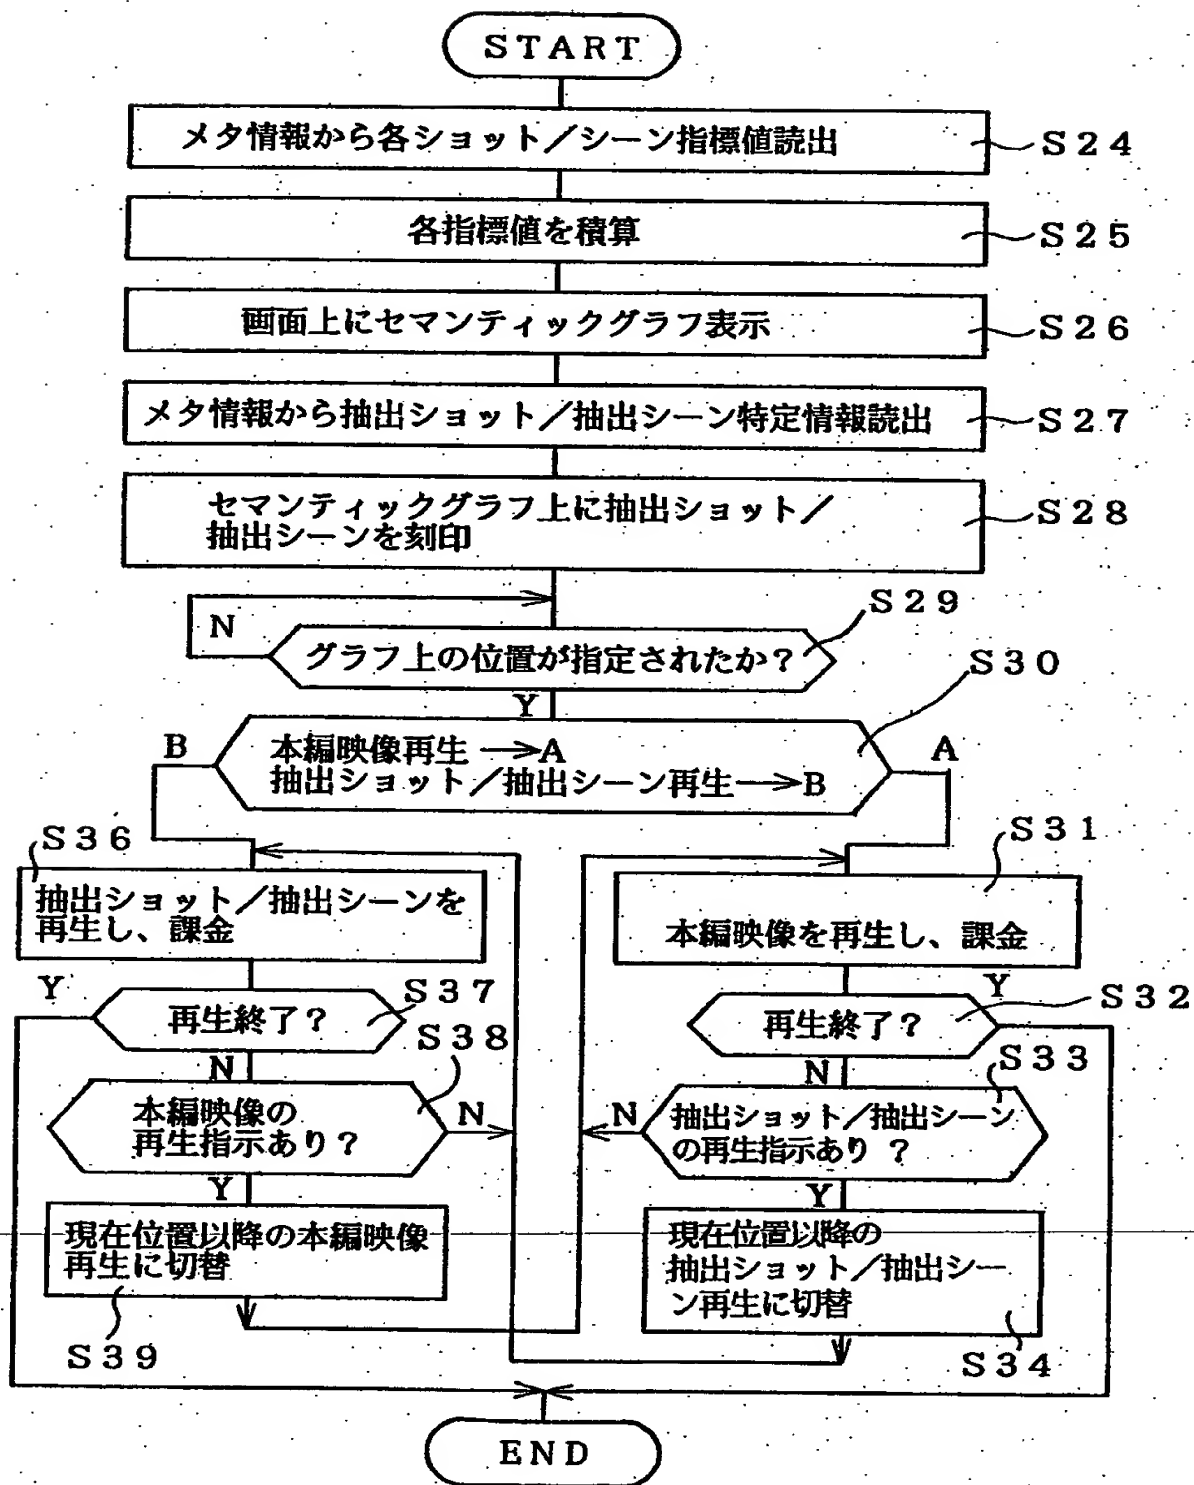 START
メタ情報から各ショット／シーン指標値読出
S24
各指標値を積算
S25
画面上にセマンティックグラフ表示
S26
メタ情報から抽出ショット／抽出シーン特定情報読出
S27
セマンティックグラフ上に抽出ショット／
抽出シーンを刻印
S28
S29
N
グラフ上の位置が指定されたか？
Y
S30
B
本編映像再生→A
抽出ショット／抽出シーン再生→B
A
S36
抽出ショット／抽出シーンを
再生し、課金
S31
本編映像を再生し、課金
Y
再生終了？
S37
Y
再生終了？
S32
N
S38
本編映像の
再生指示あり？
N
N
S33
N
抽出ショット／抽出シーン
の再生指示あり？
Y
現在位置以降の本編映像
再生に切替
S39
Y
現在位置以降の
抽出ショット／抽出シー
ン再生に切替
S34
END